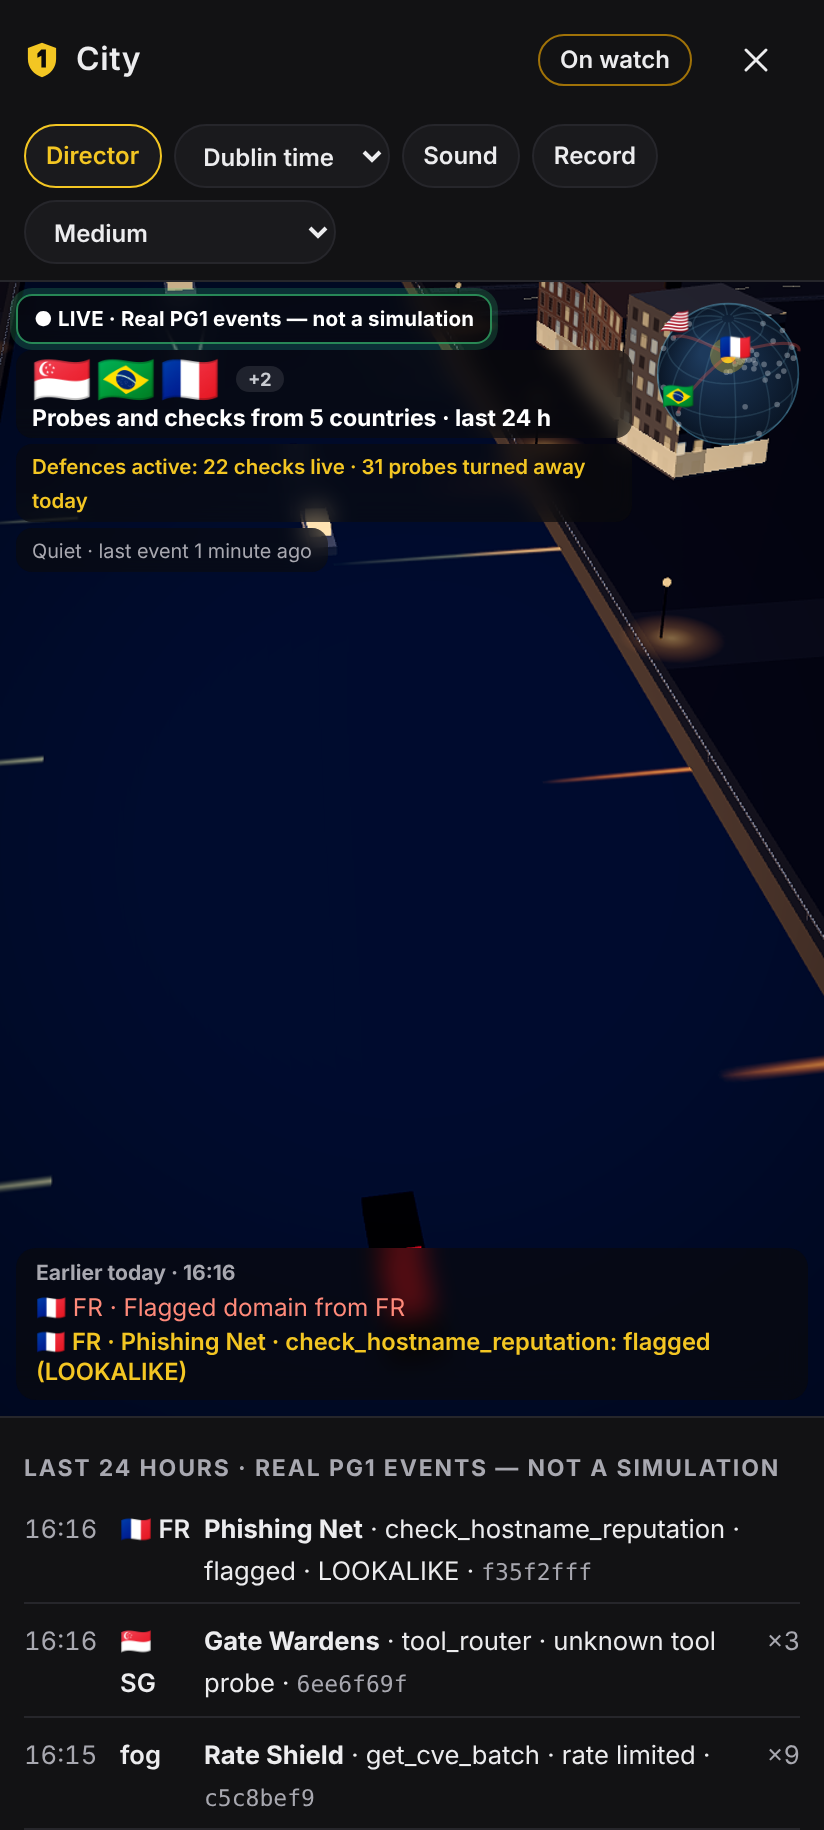 1 City
On watch
Director
Dublin time
Sound
Record
Medium
LIVE · Real PG1 events — not a simulation
+2
Probes and checks from 5 countries · last 24 h
Defences active: 22 checks live · 31 probes turned away
today
Quiet · last event 1 minute ago
Earlier today · 16:16
FR · Flagged domain from FR
FR · Phishing Net · check_hostname_reputation: flagged
(LOOKALIKE)
LAST 24 HOURS · REAL PG1 EVENTS — NOT A SIMULATION
16:16 FR Phishing Net · check_hostname_reputation ·
flagged · LOOKALIKE · f35f2fff
16:16 Gate Wardens · tool_router · unknown tool ×3
SG probe · 6ee6f69f
16:15 fog Rate Shield · get_cve_batch · rate limited · ×9
c5c8bef9